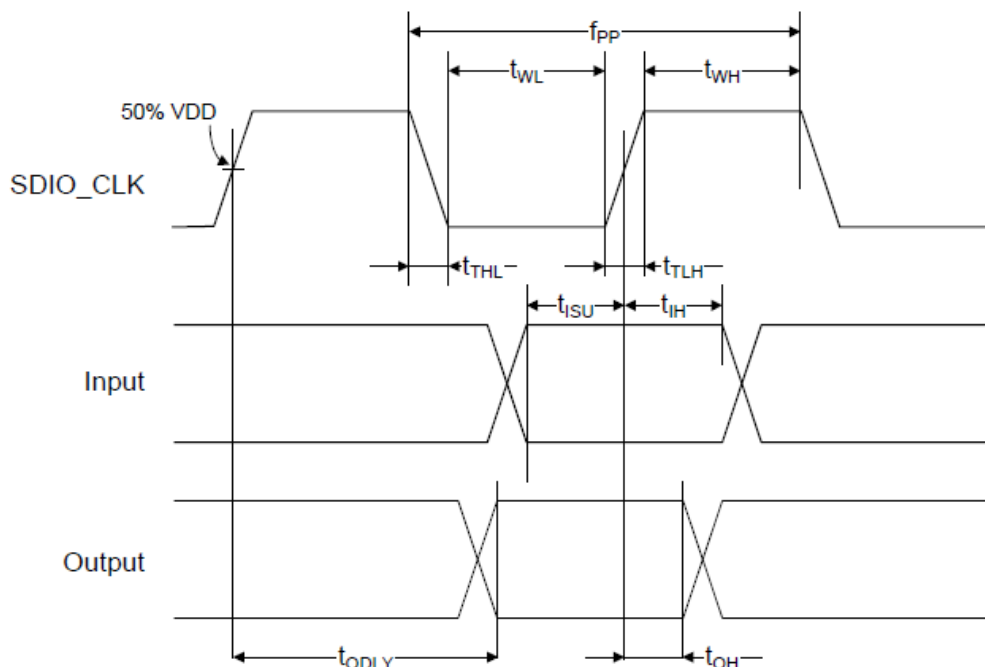 fPP
tWL
tWH
50% VDD
SDIO_CLK
tTHL
tTLH
tISU
tIH
Input
Output
tODLY
tOH